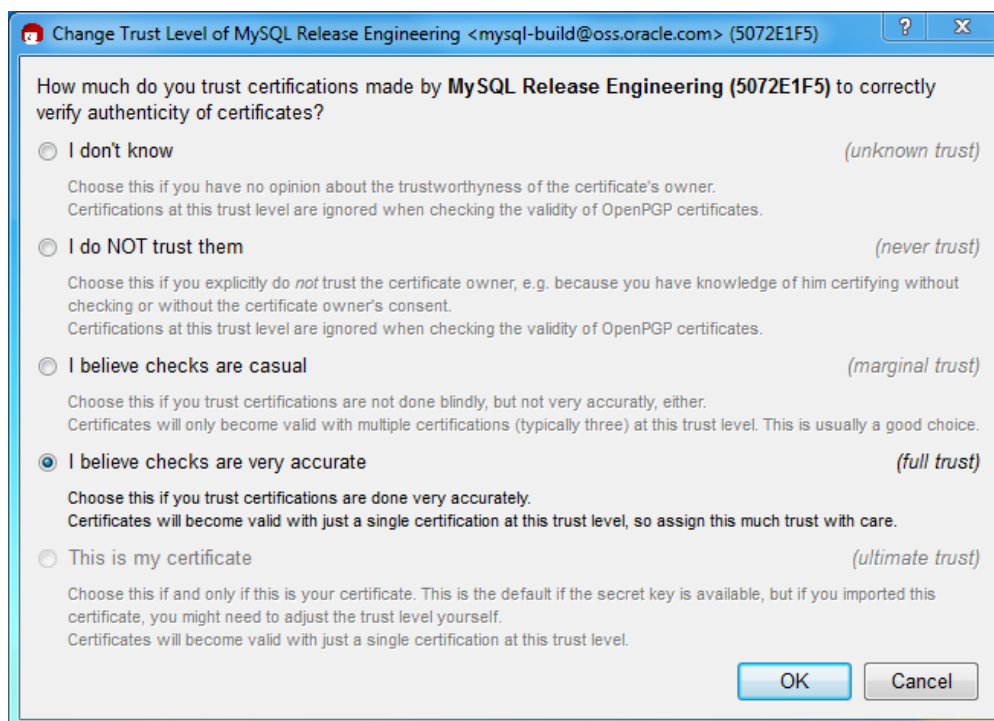 Change Trust Level of MySQL Release Engineering <mysql-build@oss.oracle.com> (5072E1F5)
How much do you trust certifications made by MySQL Release Engineering (5072E1F5) to correctly
verify authenticity of certificates?
I don't know (unknown trust)
Choose this if you have no opinion about the trustworthyness of the certificate's owner.
Certifications at this trust level are ignored when checking the validity of OpenPGP certificates.
I do NOT trust them (never trust)
Choose this if you explicitly do not trust the certificate owner, e.g. because you have knowledge of him certifying without
checking or without the certificate owner's consent.
Certifications at this trust level are ignored when checking the validity of OpenPGP certificates.
I believe checks are casual (marginal trust)
Choose this if you trust certifications are not done blindly, but not very accuratly, either.
Certificates will only become valid with multiple certifications (typically three) at this trust level. This is usually a good choice.
I believe checks are very accurate (full trust)
Choose this if you trust certifications are done very accurately.
Certificates will become valid with just a single certification at this trust level, so assign this much trust with care.
This is my certificate (ultimate trust)
Choose this if and only if this is your certificate. This is the default if the secret key is available, but if you imported this
certificate, you might need to adjust the trust level yourself.
Certificates will become valid with just a single certification at this trust level.
OK Cancel